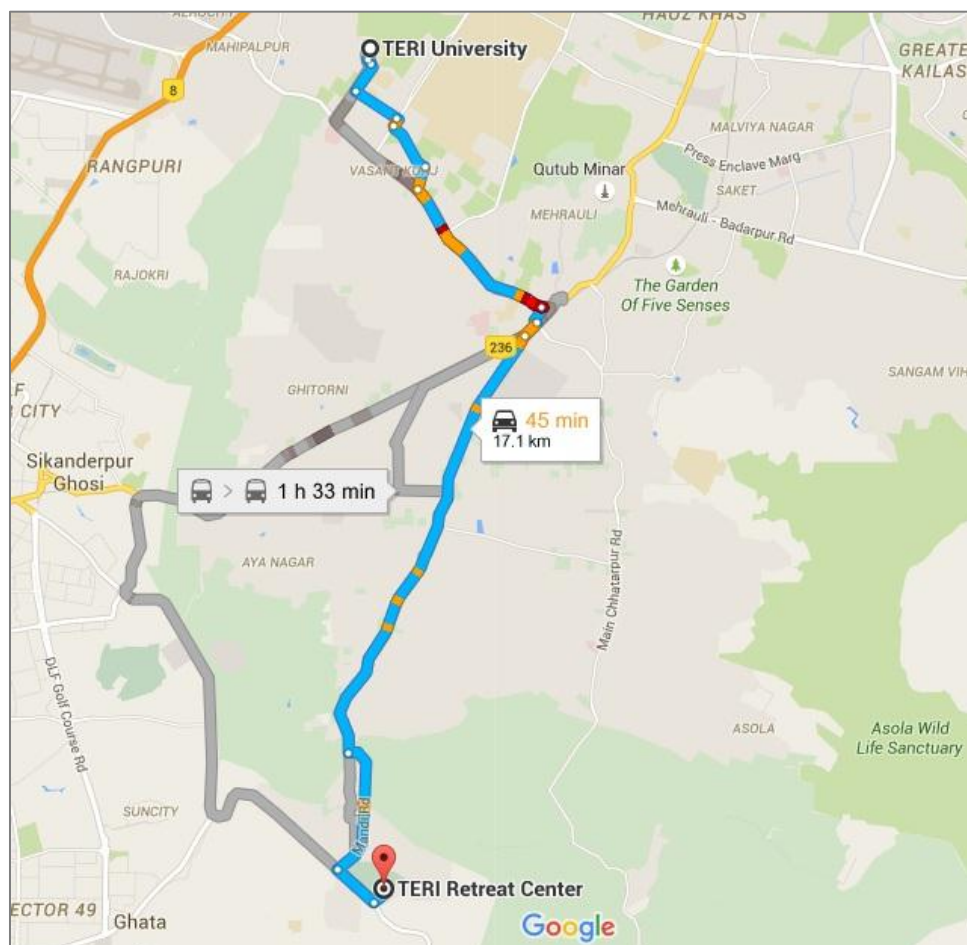 HAUZ KHAS
MAHIPALPUR
TERI University
GREATE
KAILAS
8
MALVIYA NAGAR
RANGPURI
VASANT KUNJ
Press Enclave Marg
Qutub Minar
SAKET
MEHRAULI
Mehrauli - Badarpur Rd
RAJOKRI
The Garden
Of Five Senses
236
GHITORNI
SANGAM VIH
CITY
45 min
17.1 km
Sikanderpur
Ghosi
> 1 h 33 min
AYA NAGAR
Main Chhatarpur Rd
DLF Golf Course Rd
ASOLA
Asola Wild
Life Sanctuary
SUNCITY
Mandi Rd
TERI Retreat Center
ECTOR 49
Ghata
Google